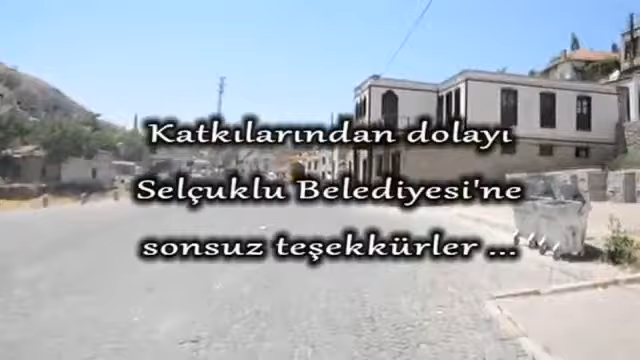 Katkılarından dolayı
Selçuklu Belediyesi'ne
sonsuz teşekkürler ...